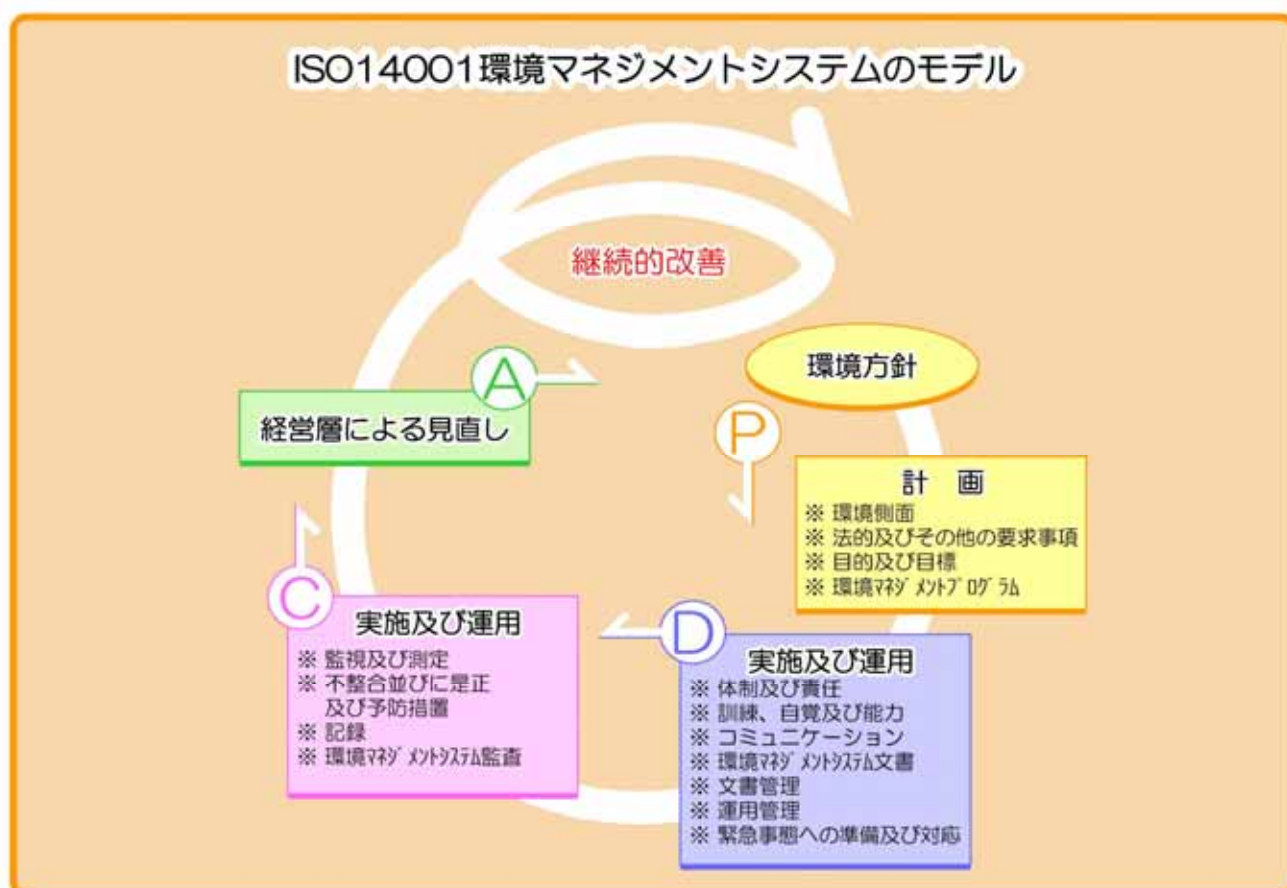 ISO14001環境マネジメントシステムのモデル
継続的改善
環境方針
P
計　画
※ 環境側面
※ 法的及びその他の要求事項
※ 目的及び目標
※ 環境ﾏﾈｼﾞﾒﾝﾄﾌﾟﾛｸﾞﾗﾑ
D
実施及び運用
※ 体制及び責任
※ 訓練、自覚及び能力
※ コミュニケーション
※ 環境ﾏﾈｼﾞﾒﾝﾄｼｽﾃﾑ文書
※ 文書管理
※ 運用管理
※ 緊急事態への準備及び対応
C
実施及び運用
※ 監視及び測定
※ 不整合並びに是正
及び予防措置
※ 記録
※ 環境ﾏﾈｼﾞﾒﾝﾄｼｽﾃﾑ監査
A
経営層による見直し